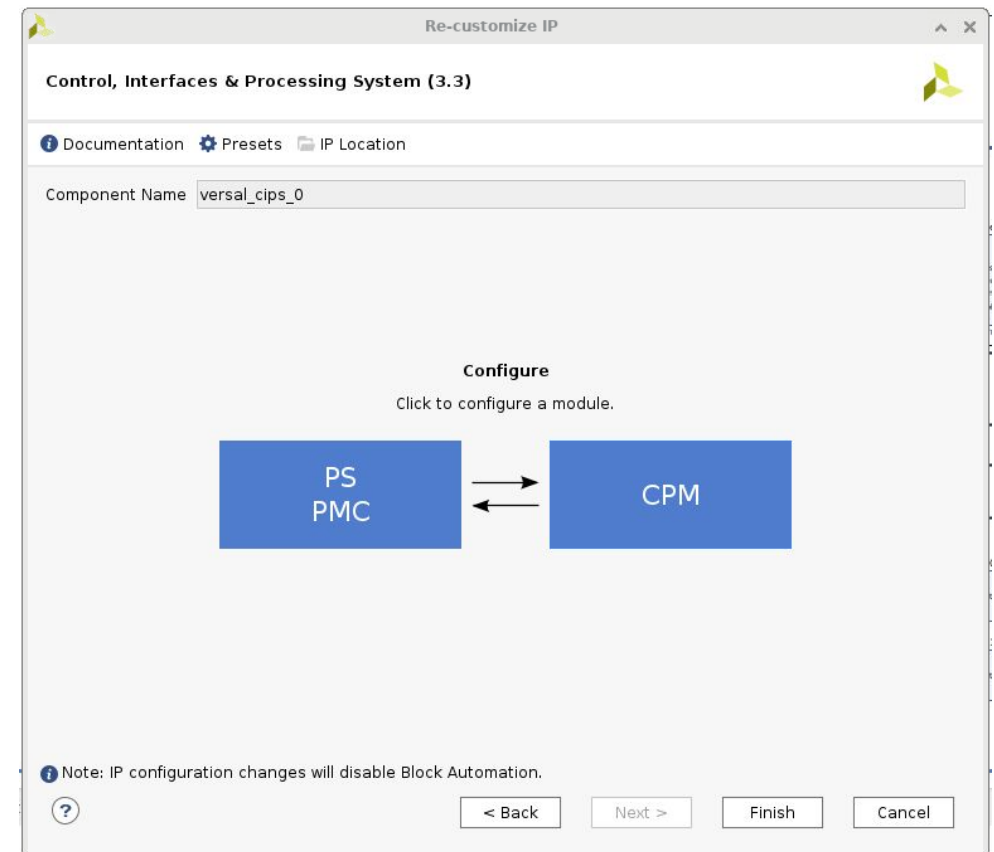 Re-customize IP
Control, Interfaces & Processing System (3.3)
Documentation Presets IP Location
Component Name versal_cips_0
Configure
Click to configure a module.
PS
PMC
CPM
Note: IP configuration changes will disable Block Automation.
? < Back Next > Finish Cancel